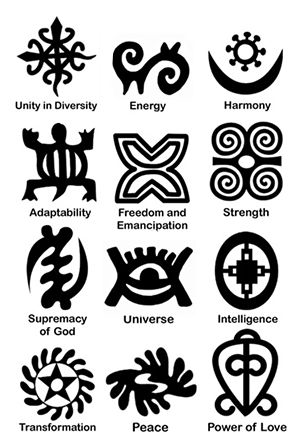 Unity in Diversity
Energy
Harmony
Adaptability
Freedom and
Emancipation
Strength
Supremacy
of God
Universe
Intelligence
Transformation
Peace
Power of Love